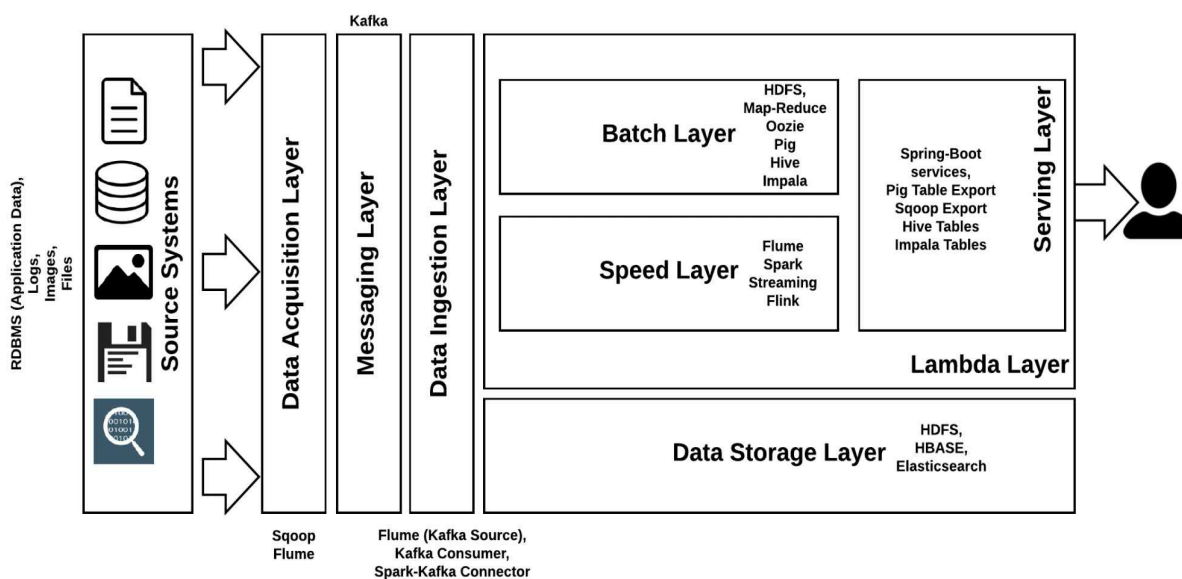 Kafka
RDBMS (Application Data),
Logs,
Images,
Files
Source Systems
Data Acquisition Layer
Messaging Layer
Data Ingestion Layer
Batch Layer
HDFS,
Map-Reduce
Oozie
Pig
Hive
Impala
Speed Layer
Flume
Spark
Streaming
Flink
Spring-Boot
services,
Pig Table Export
Sqoop Export
Hive Tables
Impala Tables
Serving Layer
Lambda Layer
Data Storage Layer
HDFS,
HBASE,
Elasticsearch
Sqoop
Flume
Flume (Kafka Source),
Kafka Consumer,
Spark-Kafka Connector